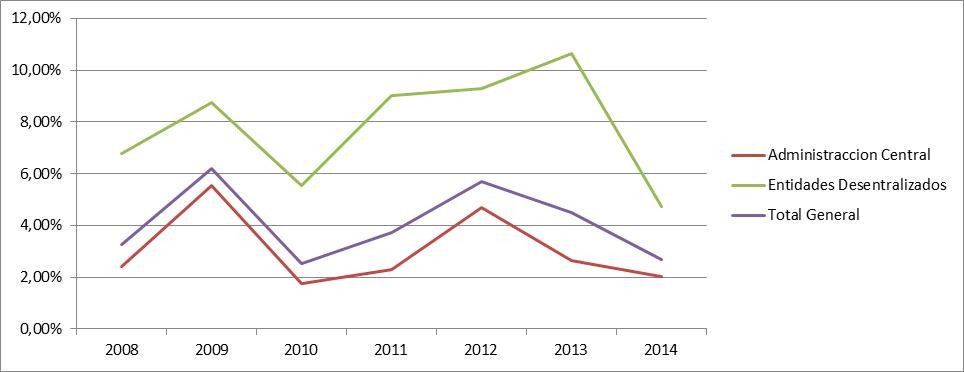 12,00%
10,00%
8,00%
6,00%
4,00%
2,00%
0,00%
2008 2009 2010 2011 2012 2013 2014
Administraccion Central
Entidades Desentralizados
Total General